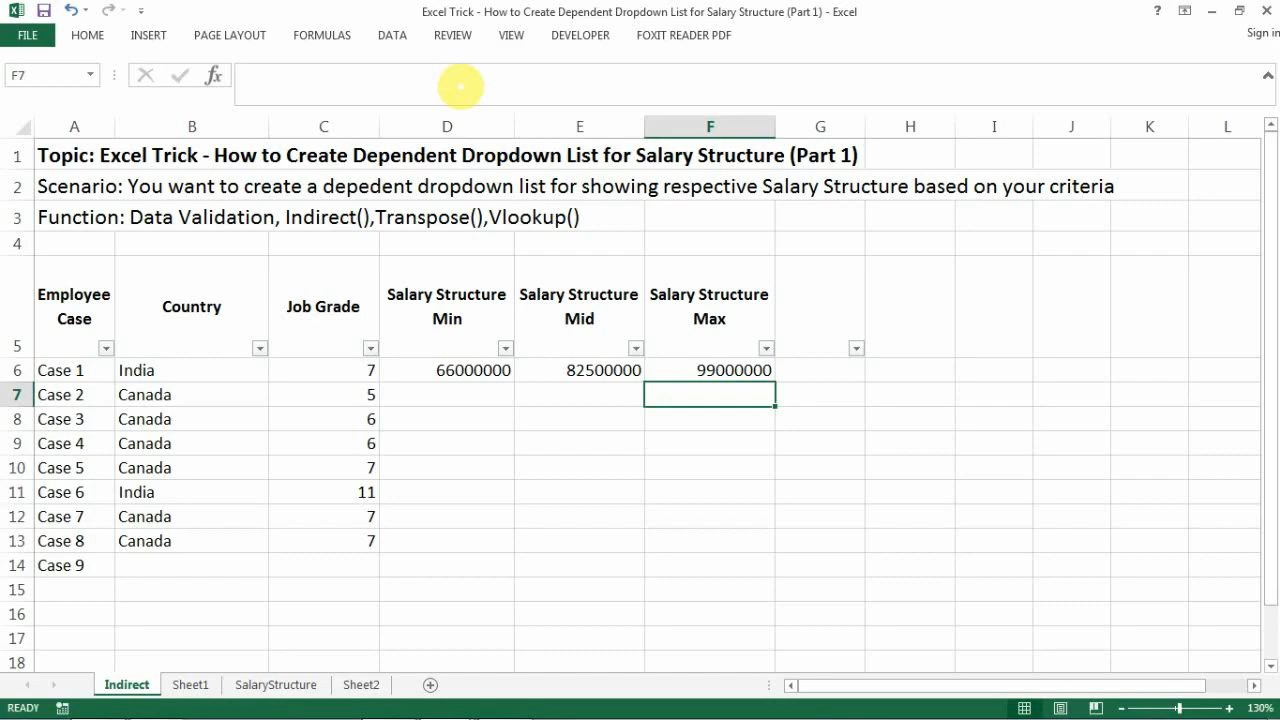 Excel Trick - How to Create Dependent Dropdown List for Salary Structure (Part 1) - Excel
? Sign in
FILE HOME INSERT PAGE LAYOUT FORMULAS DATA REVIEW VIEW DEVELOPER FOXIT READER PDF
F7 fx
A B C D E F G H I J K L
1 Topic: Excel Trick - How to Create Dependent Dropdown List for Salary Structure (Part 1)
2 Scenario: You want to create a depedent dropdown list for showing respective Salary Structure based on your criteria
3 Function: Data Validation, Indirect(),Transpose(),Vlookup()
4
Employee Salary Structure Salary Structure Salary Structure
Case Country Job Grade Min Mid Max
5
6 Case 1 India 7 66000000 82500000 99000000
7 Case 2 Canada 5
8 Case 3 Canada 6
9 Case 4 Canada 6
10 Case 5 Canada 7
11 Case 6 India 11
12 Case 7 Canada 7
13 Case 8 Canada 7
14 Case 9
15
16
17
18
Indirect Sheet1 SalaryStructure Sheet2
READY 130%